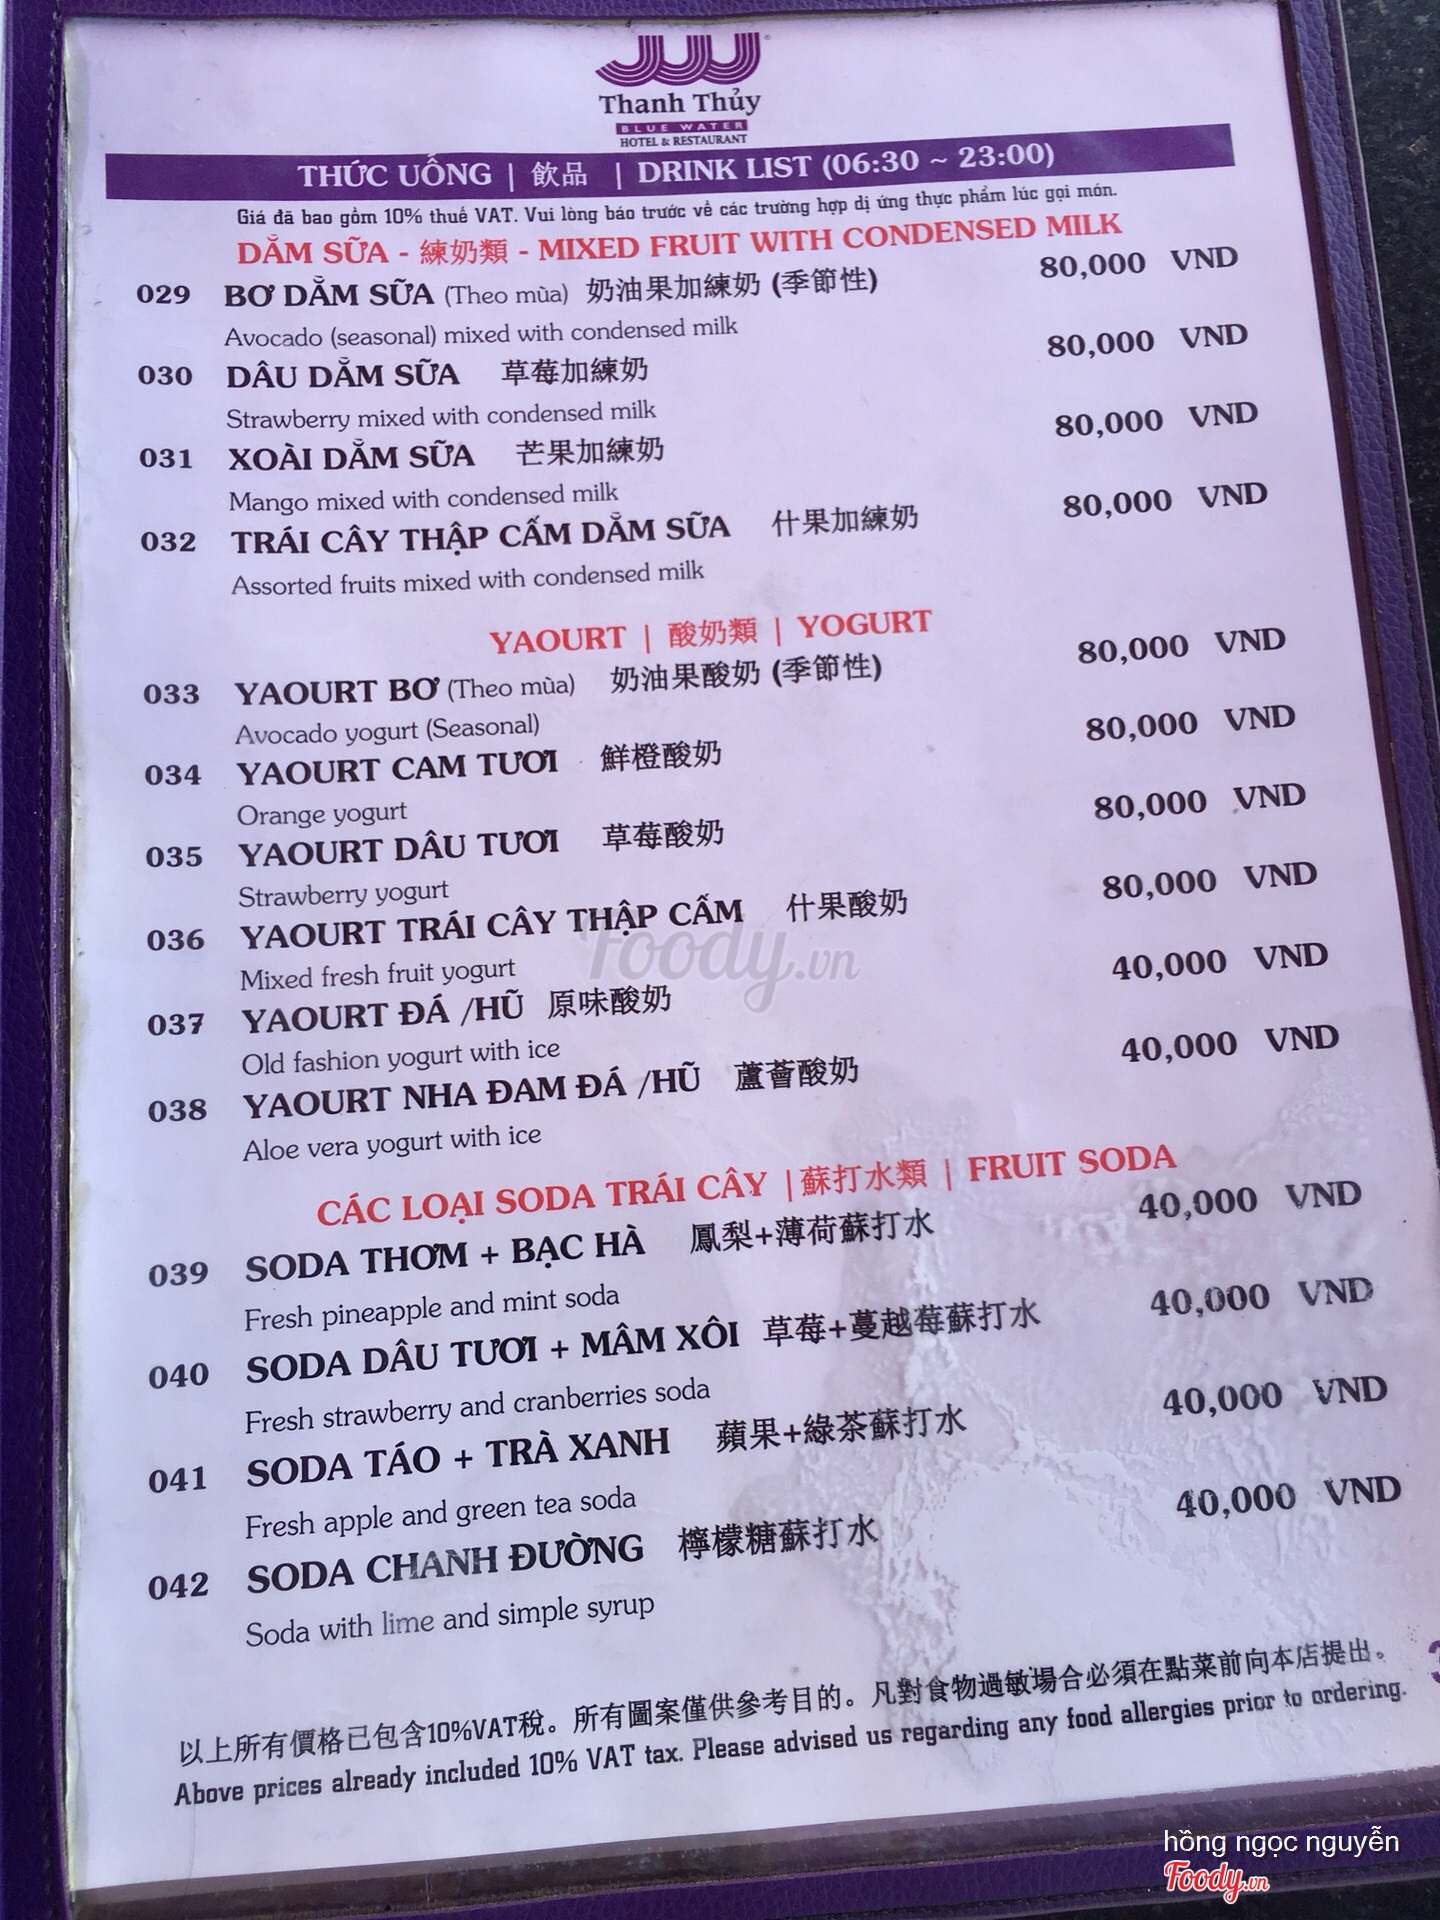 Thanh Thủy
BLUE WATER
HOTEL & RESTAURANT
THỨC UỐNG | 飲品 | DRINK LIST (06:30 ~ 23:00)
Giá đã bao gồm 10% thuế VAT. Vui lòng báo trước về các trường hợp dị ứng thực phẩm lúc gọi món.
DẰM SỮA - 練奶類 - MIXED FRUIT WITH CONDENSED MILK
029 BƠ DẰM SỮA (Theo mùa) 奶油果加練奶 (季節性) 80,000 VND
Avocado (seasonal) mixed with condensed milk
030 DÂU DẰM SỮA 草莓加練奶 80,000 VND
Strawberry mixed with condensed milk
031 XOÀI DẰM SỮA 芒果加練奶 80,000 VND
Mango mixed with condensed milk
032 TRÁI CÂY THẬP CẨM DẰM SỮA 什果加練奶 80,000 VND
Assorted fruits mixed with condensed milk
YAOURT | 酸奶類 | YOGURT
033 YAOURT BƠ (Theo mùa) 奶油果酸奶 (季節性) 80,000 VND
Avocado yogurt (Seasonal)
034 YAOURT CAM TƯƠI 鮮橙酸奶 80,000 VND
Orange yogurt
035 YAOURT DÂU TƯƠI 草莓酸奶 80,000 VND
Strawberry yogurt
036 YAOURT TRÁI CÂY THẬP CẨM 什果酸奶 80,000 VND
Mixed fresh fruit yogurt
037 YAOURT ĐÁ /HŨ 原味酸奶 40,000 VND
Old fashion yogurt with ice
038 YAOURT NHA ĐAM ĐÁ /HŨ 蘆薈酸奶 40,000 VND
Aloe vera yogurt with ice
CÁC LOẠI SODA TRÁI CÂY | 蘇打水類 | FRUIT SODA
039 SODA THƠM + BẠC HÀ 鳳梨+薄荷蘇打水 40,000 VND
Fresh pineapple and mint soda
040 SODA DÂU TƯƠI + MÂM XÔI 草莓+蔓越莓蘇打水 40,000 VND
Fresh strawberry and cranberries soda
041 SODA TÁO + TRÀ XANH 蘋果+綠茶蘇打水 40,000 VND
Fresh apple and green tea soda
042 SODA CHANH ĐƯỜNG 檸檬糖蘇打水 40,000 VND
Soda with lime and simple syrup
以上所有價格已包含10%VAT稅。所有圖案僅供參考目的。凡對食物過敏場合必須在點菜前向本店提出。
Above prices already included 10% VAT tax. Please advised us regarding any food allergies prior to ordering.
Foody.vn
hồng ngọc nguyễn
Foody.vn